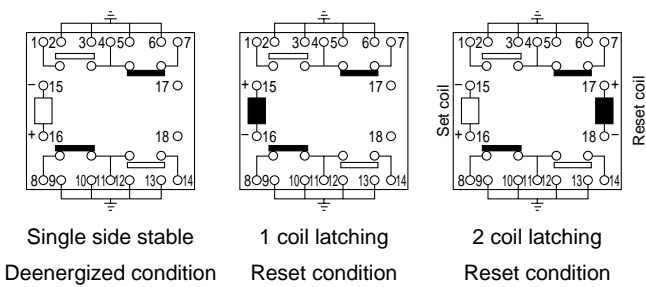 1 2 3 4 5 6 7 1 2 3 4 5 6 7 1 2 3 4 5 6 7
− 15 17 + 15 17 − 15 17 +
Set coil
Reset coil
+ 16 18 − 16 18 + 16 18 −
8 9 10 11 12 13 14 8 9 10 11 12 13 14 8 9 10 11 12 13 14
Single side stable 1 coil latching 2 coil latching
Deenergized condition Reset condition Reset condition